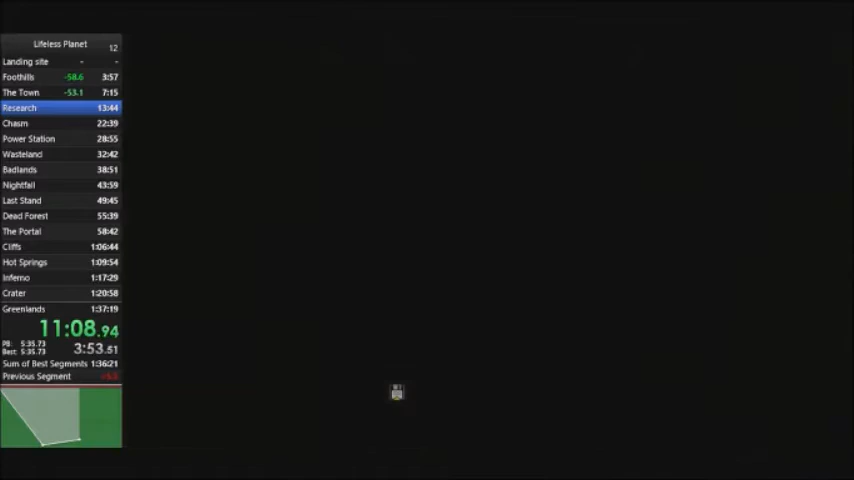 Lifeless Planet 12
Landing site - -
Foothills -58.6 3:57
The Town -53.1 7:15
Research 13:44
Chasm 22:39
Power Station 28:55
Wasteland 32:42
Badlands 38:51
Nightfall 43:59
Last Stand 49:45
Dead Forest 55:39
The Portal 58:42
Cliffs 1:06:44
Hot Springs 1:09:54
Inferno 1:17:29
Crater 1:20:58
Greenlands 1:37:19
11:08.94
PB: 5:35.73
Best: 5:35.73 3:53.51
Sum of Best Segments 1:36:21
Previous Segment